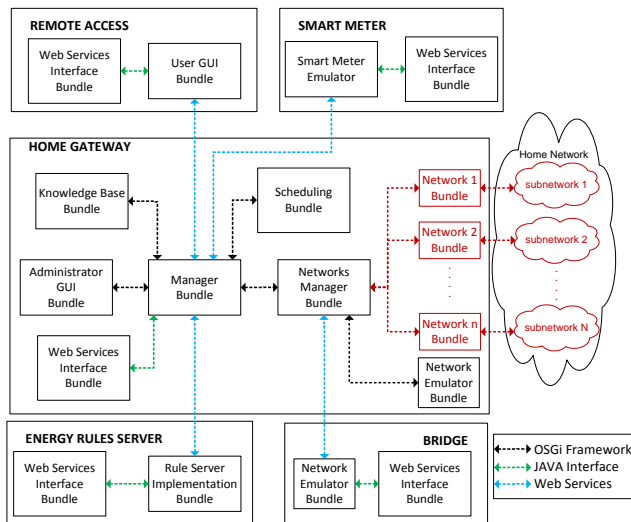 REMOTE ACCESS
Web Services
Interface
Bundle
User GUI
Bundle
SMART METER
Smart Meter
Emulator
Web Services
Interface
Bundle
HOME GATEWAY
Knowledge Base
Bundle
Scheduling
Bundle
Administrator
GUI
Bundle
Manager
Bundle
Networks
Manager
Bundle
Web Services
Interface
Bundle
Network 1
Bundle
Network 2
Bundle
Network n
Bundle
Network
Emulator
Bundle
Home Network
subnetwork 1
subnetwork 2
subnetwork N
ENERGY RULES SERVER
Web Services
Interface
Bundle
Rule Server
Implementation
Bundle
BRIDGE
Network
Emulator
Bundle
Web Services
Interface
Bundle
OSGi Framework
JAVA Interface
Web Services